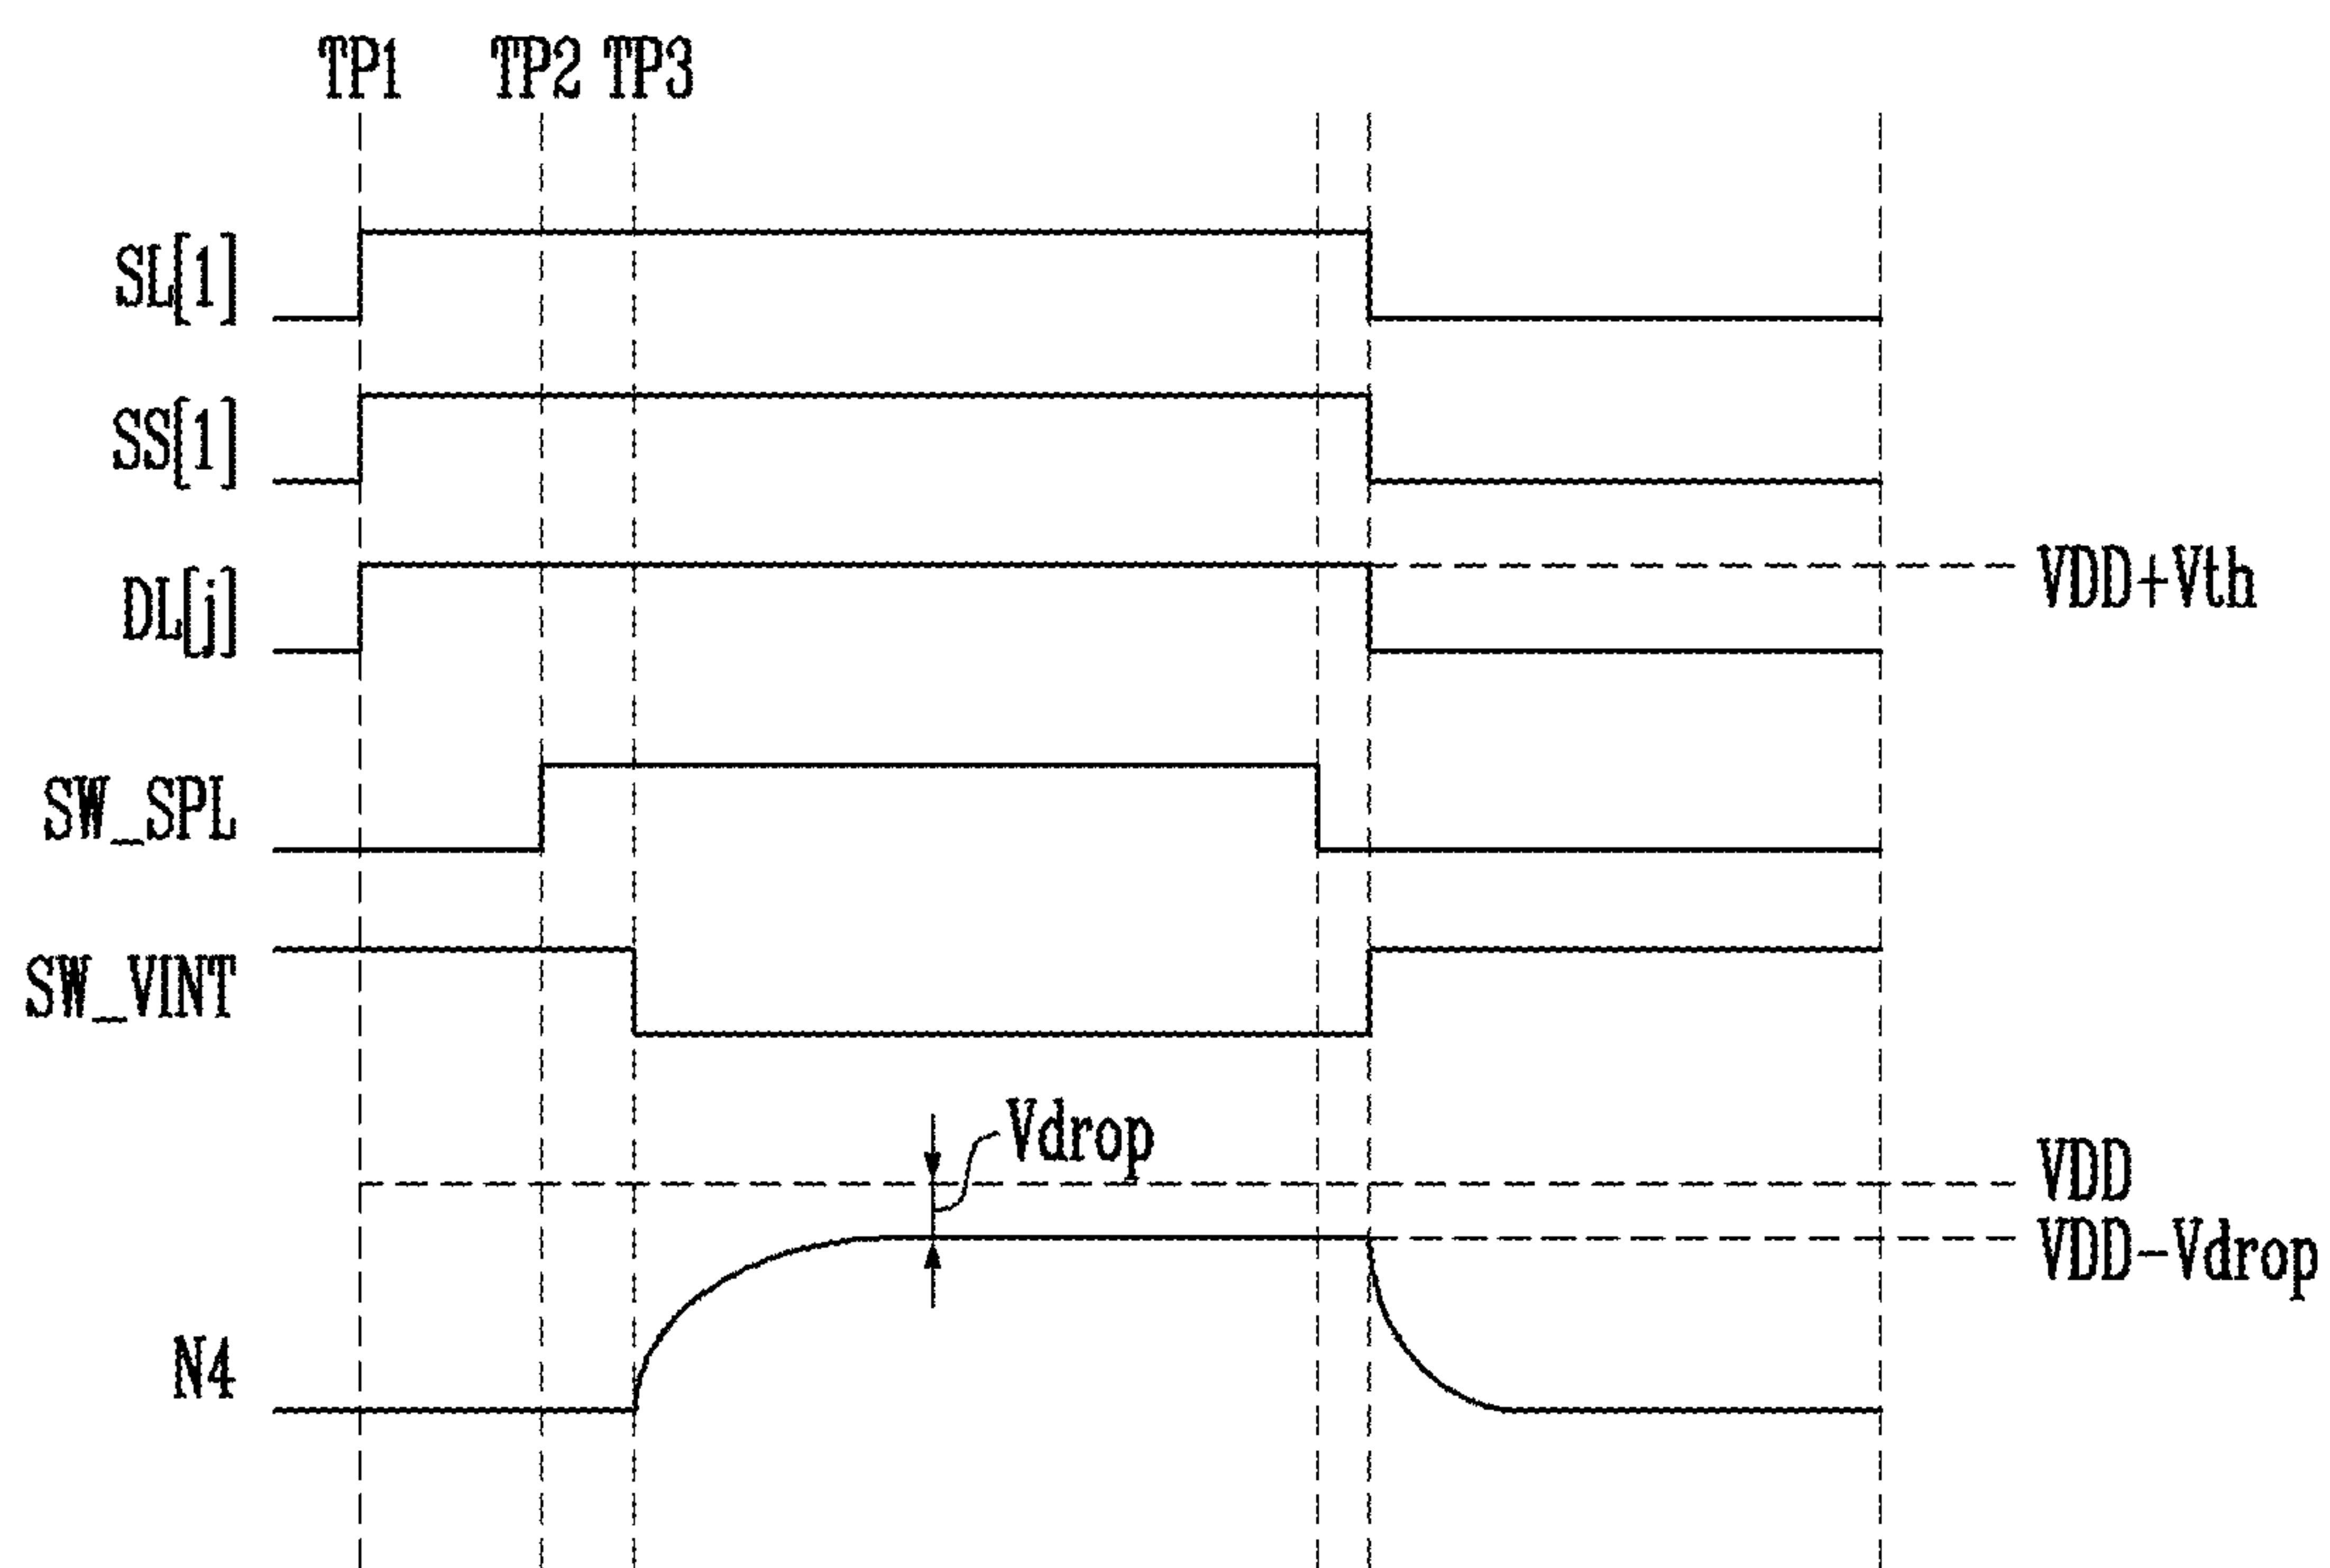 TP1 TP2 TP3
SL[1]
SS[1]
DL[j]
VDD+Vth
SW_SPL
SW_VINT
Vdrop
VDD
VDD-Vdrop
N4